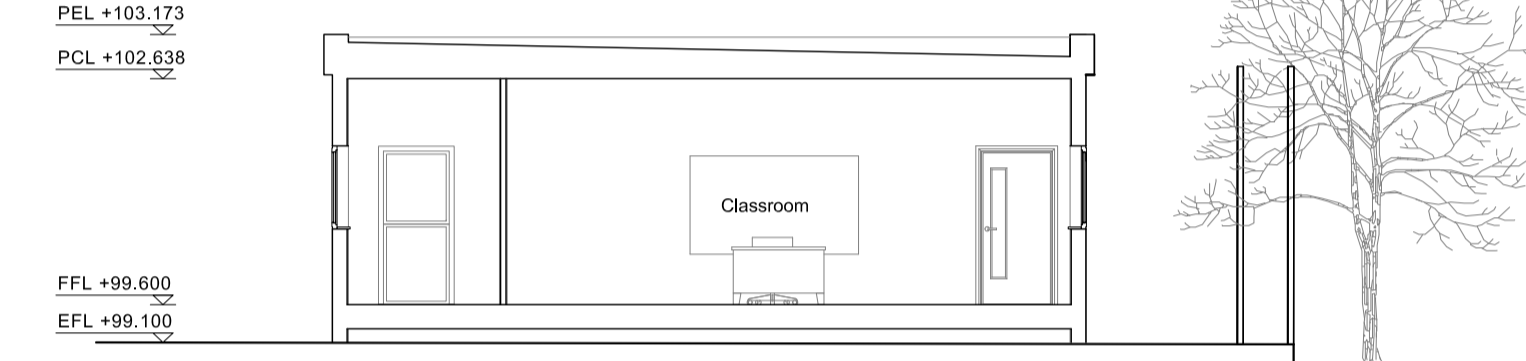 PEL +103.173
PCL +102.638
Classroom
FFL +99.600
EFL +99.100